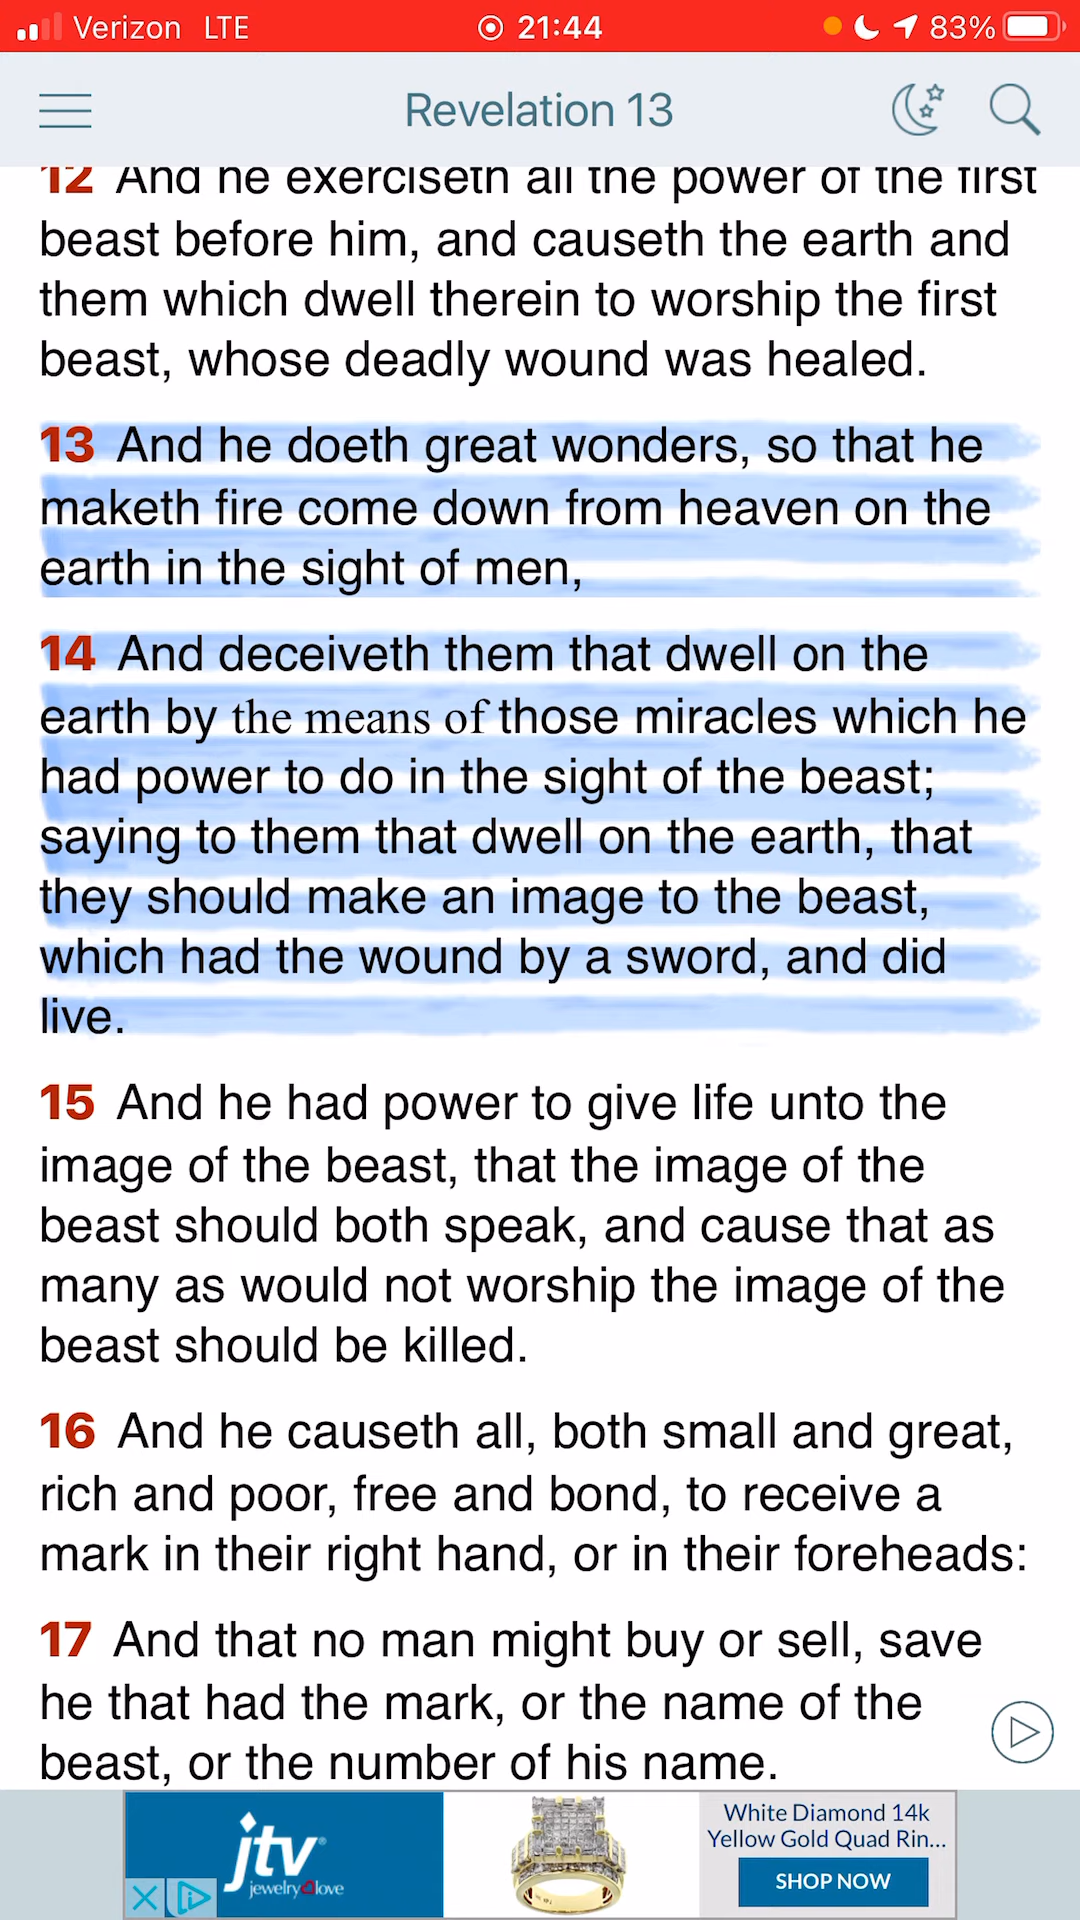 Verizon LTE 21:44 83%
Revelation 13
12 And he exerciseth all the power of the first
beast before him, and causeth the earth and
them which dwell therein to worship the first
beast, whose deadly wound was healed.
13 And he doeth great wonders, so that he
maketh fire come down from heaven on the
earth in the sight of men,
14 And deceiveth them that dwell on the
earth by the means of those miracles which he
had power to do in the sight of the beast;
saying to them that dwell on the earth, that
they should make an image to the beast,
which had the wound by a sword, and did
live.
15 And he had power to give life unto the
image of the beast, that the image of the
beast should both speak, and cause that as
many as would not worship the image of the
beast should be killed.
16 And he causeth all, both small and great,
rich and poor, free and bond, to receive a
mark in their right hand, or in their foreheads:
17 And that no man might buy or sell, save
he that had the mark, or the name of the
beast, or the number of his name.
jtv®
jewelry love
White Diamond 14k
Yellow Gold Quad Rin...
SHOP NOW